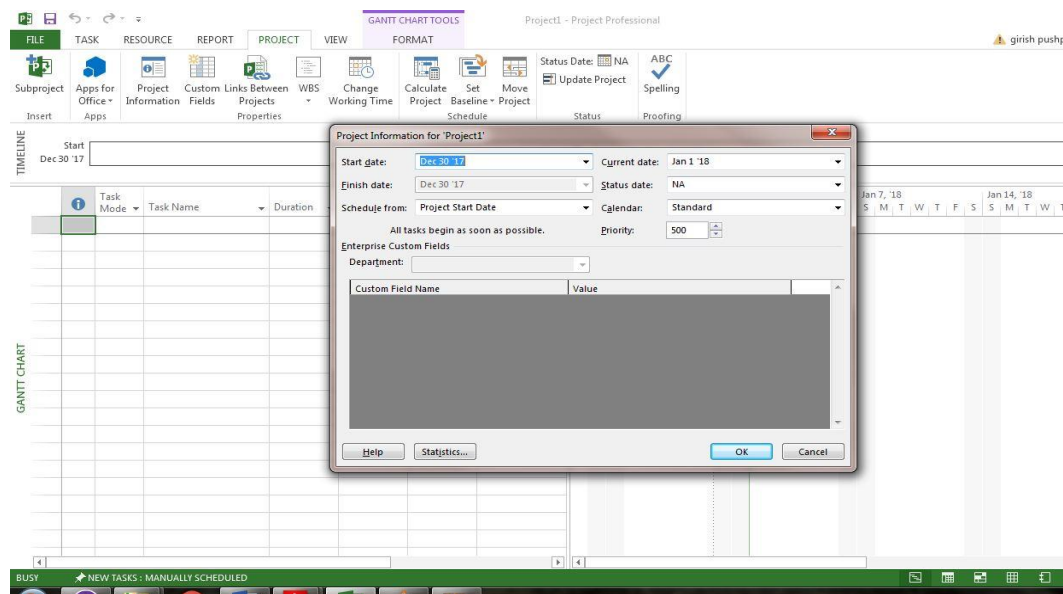 GANTT CHART TOOLS Project1 - Project Professional
FILE TASK RESOURCE REPORT PROJECT VIEW FORMAT girish pushp
Subproject Apps for Office Project Information Custom Fields Links Between Projects WBS Change Working Time Calculate Project Set Baseline Move Project Status Date: NA Update Project ABC Spelling
Insert Apps Properties Schedule Status Proofing
TIMELINE
Start
Dec 30 '17
Project Information for 'Project1'
Start date: Dec 30 '17 Current date: Jan 1 '18
Finish date: Dec 30 '17 Status date: NA
Schedule from: Project Start Date Calendar: Standard
All tasks begin as soon as possible. Priority: 500
Enterprise Custom Fields
Department:
Custom Field Name Value
Help Statistics... OK Cancel
Task Mode Task Name Duration
Jan 7, '18 Jan 14, '18
S M T W T F S S M T W T
GANTT CHART
BUSY NEW TASKS : MANUALLY SCHEDULED